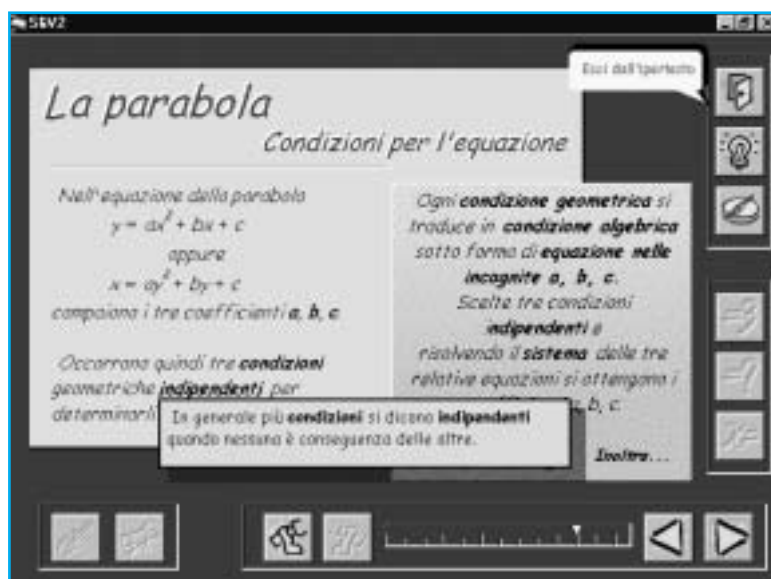 S6V2
Esci dall'ipertesto
La parabola
Condizioni per l'equazione
Nell'equazione della parabola
y = ax² + bx + c
oppure
x = ay² + by + c
compaiono i tre coefficienti a, b, c
Occorrono quindi tre condizioni
geometriche indipendenti per
determinarli
Ogni condizione geometrica si
traduce in condizione algebrica
sotto forma di equazione nelle
incognite a, b, c.
Scelte tre condizioni
indipendenti e
risolvendo il sistema delle tre
relative equazioni si ottengono i
b, c.
In generale più condizioni si dicono indipendenti
quando nessuna è conseguenza delle altre.
Inoltre...